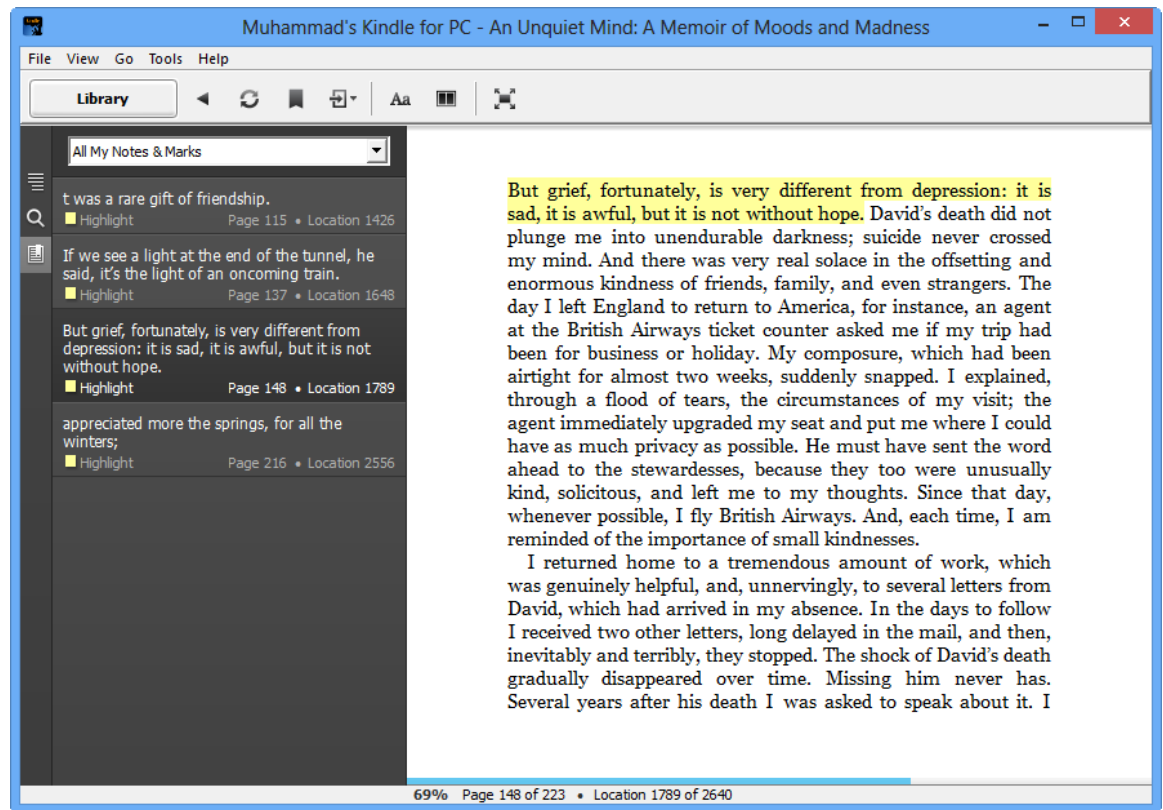 Muhammad's Kindle for PC - An Unquiet Mind: A Memoir of Moods and Madness
File View Go Tools Help
Library
Aa
All My Notes & Marks
t was a rare gift of friendship.
Highlight Page 115 • Location 1426
If we see a light at the end of the tunnel, he
said, it's the light of an oncoming train.
Highlight Page 137 • Location 1648
But grief, fortunately, is very different from
depression: it is sad, it is awful, but it is not
without hope.
Highlight Page 148 • Location 1789
appreciated more the springs, for all the
winters;
Highlight Page 216 • Location 2556
But grief, fortunately, is very different from depression: it is
sad, it is awful, but it is not without hope. David's death did not
plunge me into unendurable darkness; suicide never crossed
my mind. And there was very real solace in the offsetting and
enormous kindness of friends, family, and even strangers. The
day I left England to return to America, for instance, an agent
at the British Airways ticket counter asked me if my trip had
been for business or holiday. My composure, which had been
airtight for almost two weeks, suddenly snapped. I explained,
through a flood of tears, the circumstances of my visit; the
agent immediately upgraded my seat and put me where I could
have as much privacy as possible. He must have sent the word
ahead to the stewardesses, because they too were unusually
kind, solicitous, and left me to my thoughts. Since that day,
whenever possible, I fly British Airways. And, each time, I am
reminded of the importance of small kindnesses.
I returned home to a tremendous amount of work, which
was genuinely helpful, and, unnervingly, to several letters from
David, which had arrived in my absence. In the days to follow
I received two other letters, long delayed in the mail, and then,
inevitably and terribly, they stopped. The shock of David's death
gradually disappeared over time. Missing him never has.
Several years after his death I was asked to speak about it. I
69% Page 148 of 223 • Location 1789 of 2640